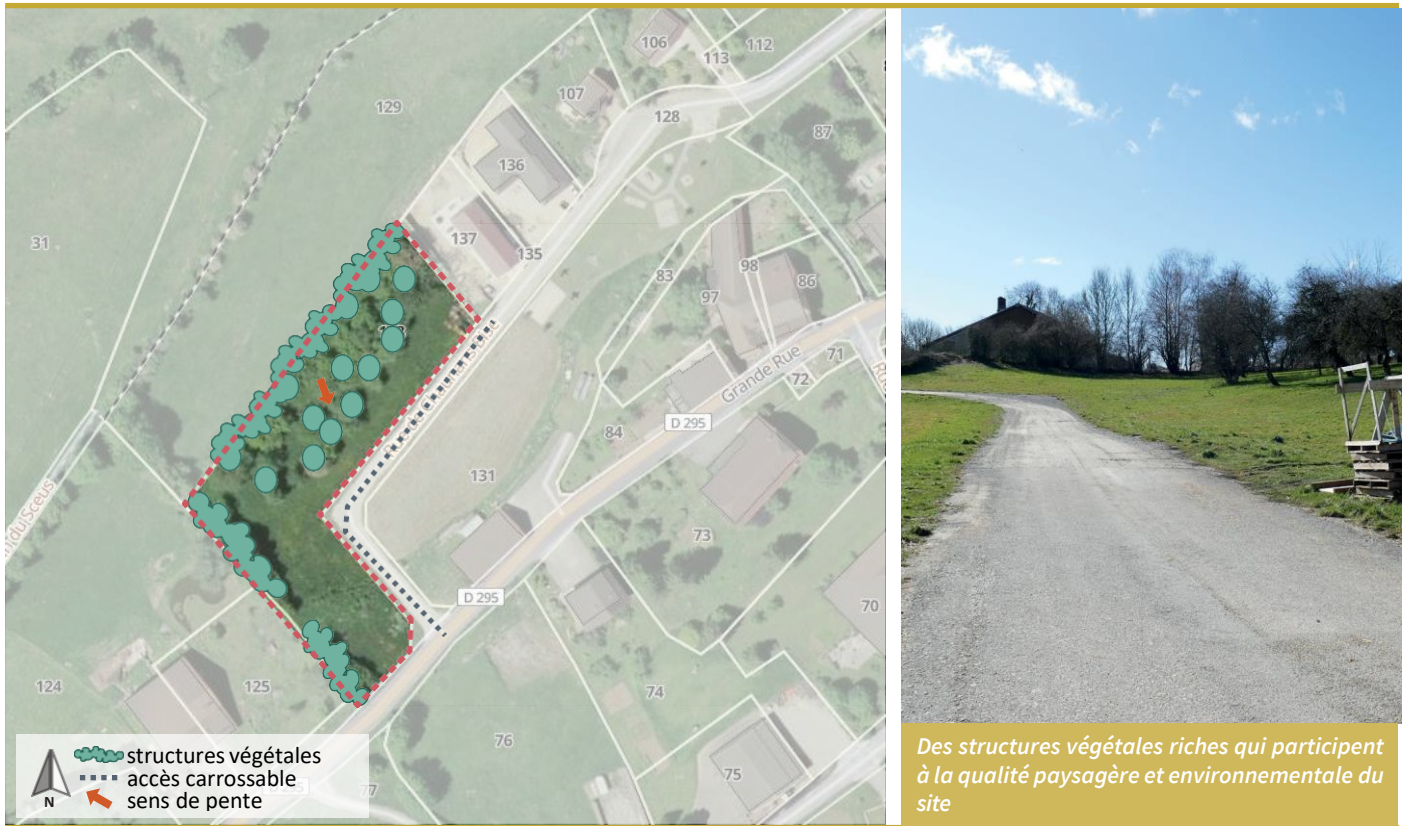 106
112
113
107
129
128
87
136
31
137
135
83
98
86
97
71
72
Grande Rue
D 295
84
131
73
D 295
70
124
125
74
76
75
77
structures végétales
accès carrossable
sens de pente
N
Des structures végétales riches qui participent
à la qualité paysagère et environnementale du
site